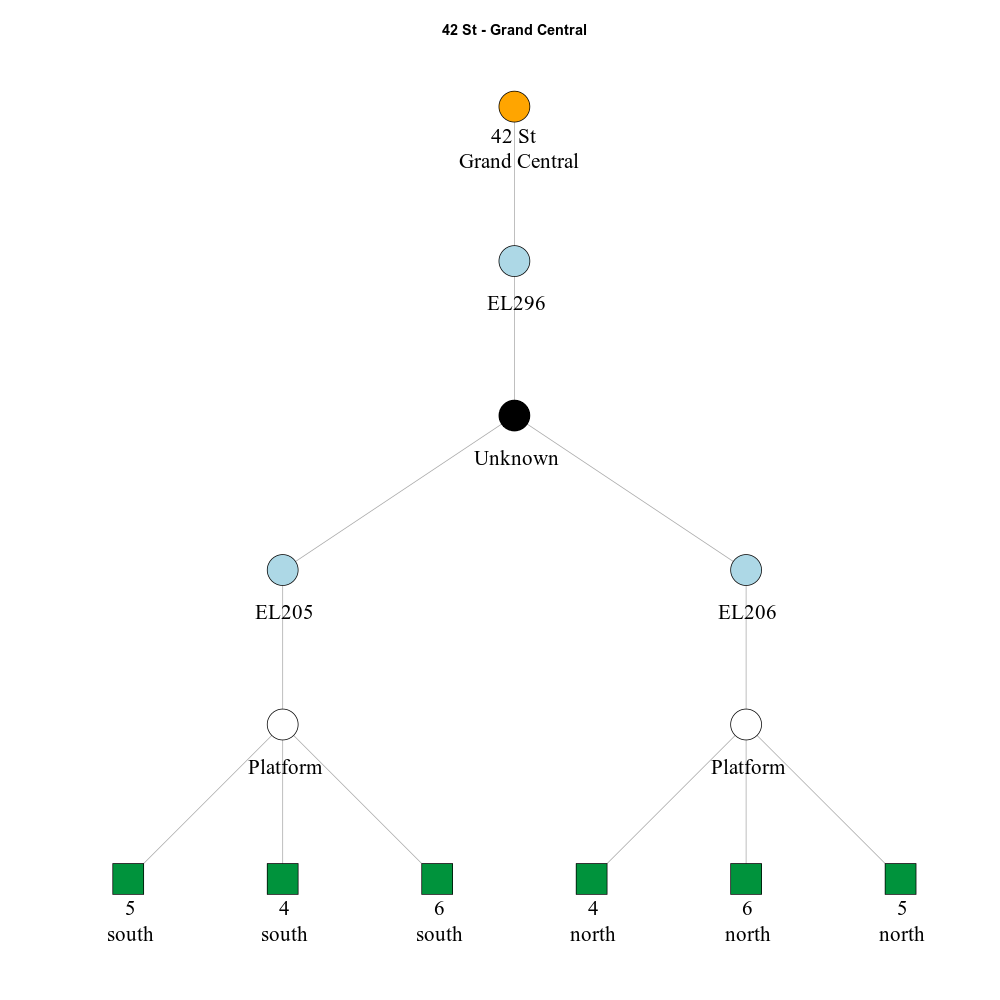 42 St - Grand Central
42 St
Grand Central
EL296
Unknown
EL205
EL206
Platform
Platform
5
south
4
south
6
south
4
north
6
north
5
north